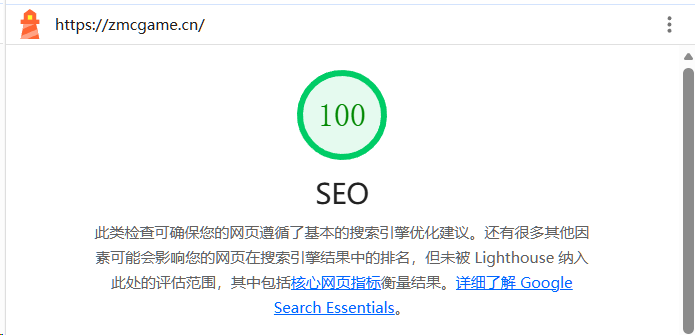 https://zmcgame.cn/
100
SEO
此类检查可确保您的网页遵循了基本的搜索引擎优化建议。还有很多其他因
素可能会影响您的网页在搜索引擎结果中的排名，但未被 Lighthouse 纳入
此处的评估范围，其中包括核心网页指标衡量结果。详细了解 Google
Search Essentials。